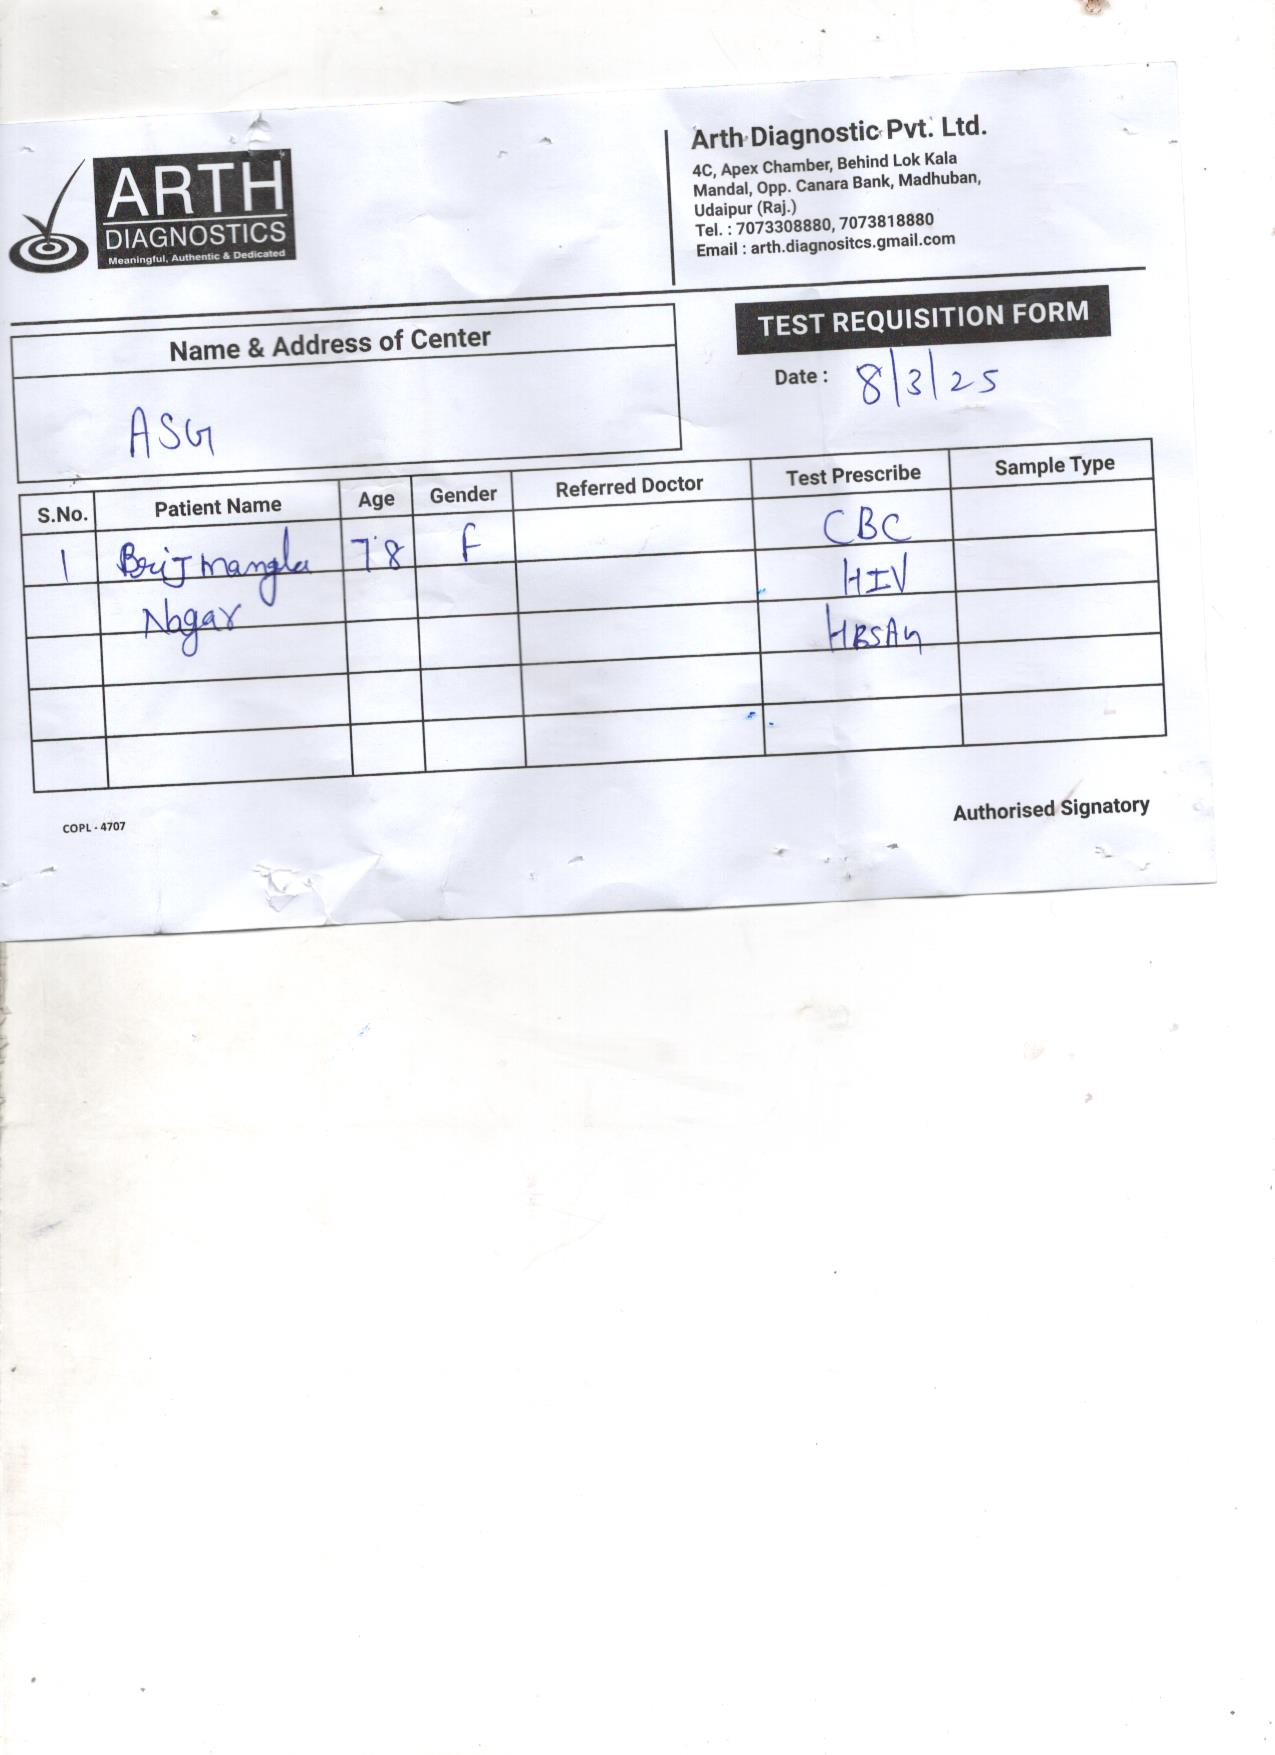 ARTH
DIAGNOSTICS
Meaningful, Authentic & Dedicated
Arth Diagnostic Pvt. Ltd.
4C, Apex Chamber, Behind Lok Kala
Mandal, Opp. Canara Bank, Madhuban,
Udaipur (Raj.)
Tel. : 7073308880, 7073818880
Email : arth.diagnositcs.gmail.com
Name & Address of Center
ASG
TEST REQUISITION FORM
Date : 8/3/25
S.No. Patient Name Age Gender Referred Doctor Test Prescribe Sample Type
1 Brijmangla 78 F CBC
Nagar HIV
HBSAg
COPL - 4707
Authorised Signatory